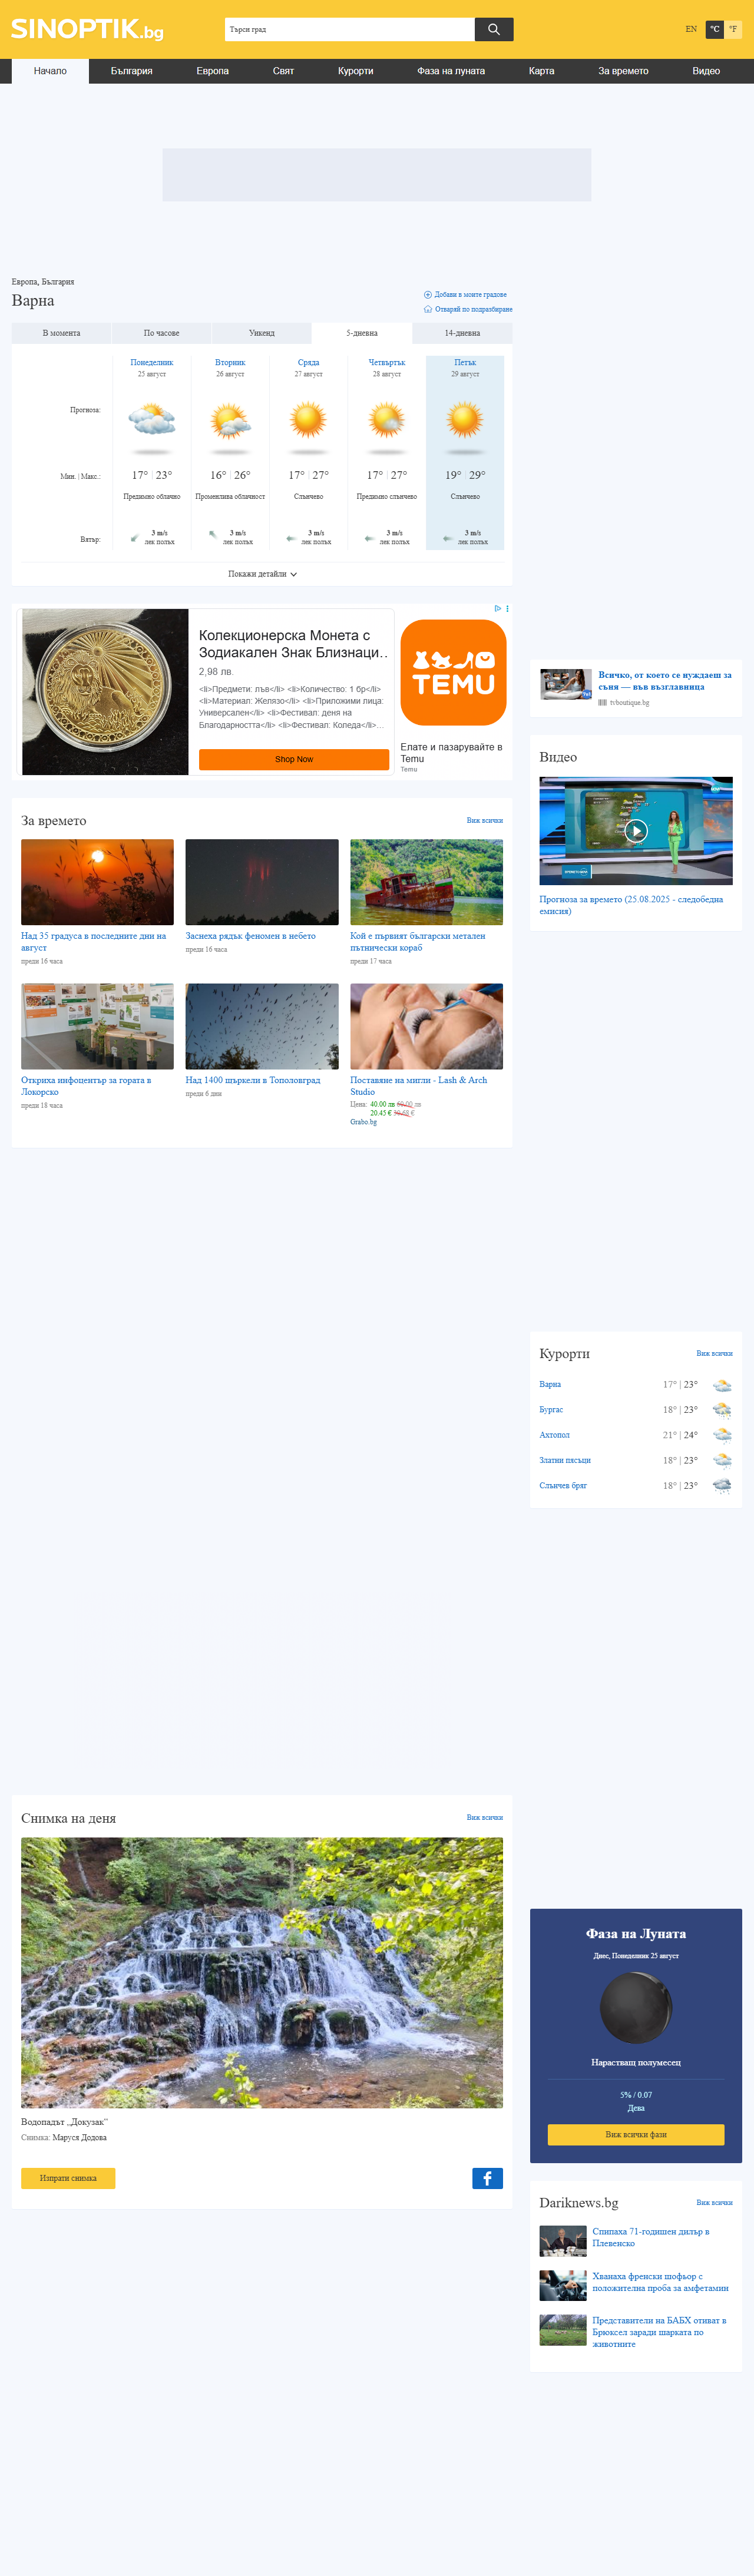 SINOPTIK.bg
Търси град
EN
°C
°F
Начало
България
Европа
Свят
Курорти
Фаза на луната
Карта
За времето
Видео
Европа, България
Варна
Добави в моите градове
Отваряй по подразбиране
В момента
По часове
Уикенд
5-дневна
14-дневна
Понеделник
25 август
Вторник
26 август
Сряда
27 август
Четвъртък
28 август
Петък
29 август
Прогноза:
Мин. | Макс.:
17° | 23°
16° | 26°
17° | 27°
17° | 27°
19° | 29°
Предимно облачно
Променлива облачност
Слънчево
Предимно слънчево
Слънчево
Вятър:
3 m/s
лек полъх
3 m/s
лек полъх
3 m/s
лек полъх
3 m/s
лек полъх
3 m/s
лек полъх
Покажи детайли
Колекционерска Монета с
Зодиакален Знак Близнаци...
2,98 лв.
<li>Предмети: лъв</li> <li>Количество: 1 бр</li>
<li>Материал: Желязо</li> <li>Приложими лица:
Универсален</li> <li>Фестивал: деня на
Благодарността</li> <li>Фестивал: Коледа</li>...
Shop Now
TEMU
Елате и пазарувайте в
Temu
Temu
Всичко, от което се нуждаеш за
съня — във възглавница
tvboutique.bg
Видео
Прогноза за времето (25.08.2025 - следобедна
емисия)
За времето
Виж всички
Над 35 градуса в последните дни на
август
преди 16 часа
Заснеха рядък феномен в небето
преди 16 часа
Кой е първият български метален
пътнически кораб
преди 17 часа
Откриха инфоцентър за гората в
Локорско
преди 18 часа
Над 1400 щъркели в Тополовград
преди 6 дни
Поставяне на мигли - Lash & Arch
Studio
Цена: 40.00 лв 60.00 лв
20.45 € 30.68 €
Grabo.bg
Курорти
Виж всички
Варна 17° | 23°
Бургас 18° | 23°
Ахтопол 21° | 24°
Златни пясъци 18° | 23°
Слънчев бряг 18° | 23°
Снимка на деня
Виж всички
Водопадът „Докузак“
Снимка: Маруся Додова
Изпрати снимка
Фаза на Луната
Днес, Понеделник 25 август
Нарастващ полумесец
5% / 0.07
Дева
Виж всички фази
Dariknews.bg
Виж всички
Спипаха 71-годишен дилър в
Плевенско
Хванаха френски шофьор с
положителна проба за амфетамин
Представители на БАБХ отиват в
Брюксел заради шарката по
животните